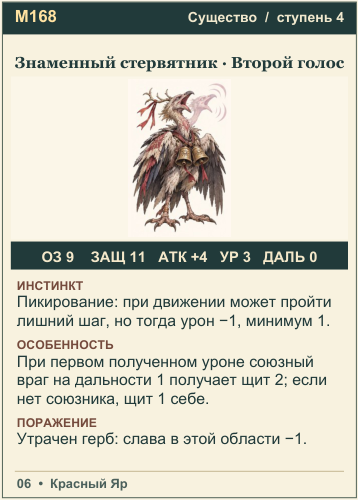 М168
Существо / ступень 4
Знаменный стервятник · Второй голос
ОЗ 9 ЗАЩ 11 АТК +4 УР 3 ДАЛЬ 0
ИНСТИНКТ
Пикирование: при движении может пройти
лишний шаг, но тогда урон −1, минимум 1.
ОСОБЕННОСТЬ
При первом полученном уроне союзный
враг на дальности 1 получает щит 2; если
нет союзника, щит 1 себе.
ПОРАЖЕНИЕ
Утрачен герб: слава в этой области −1.
06 • Красный Яр